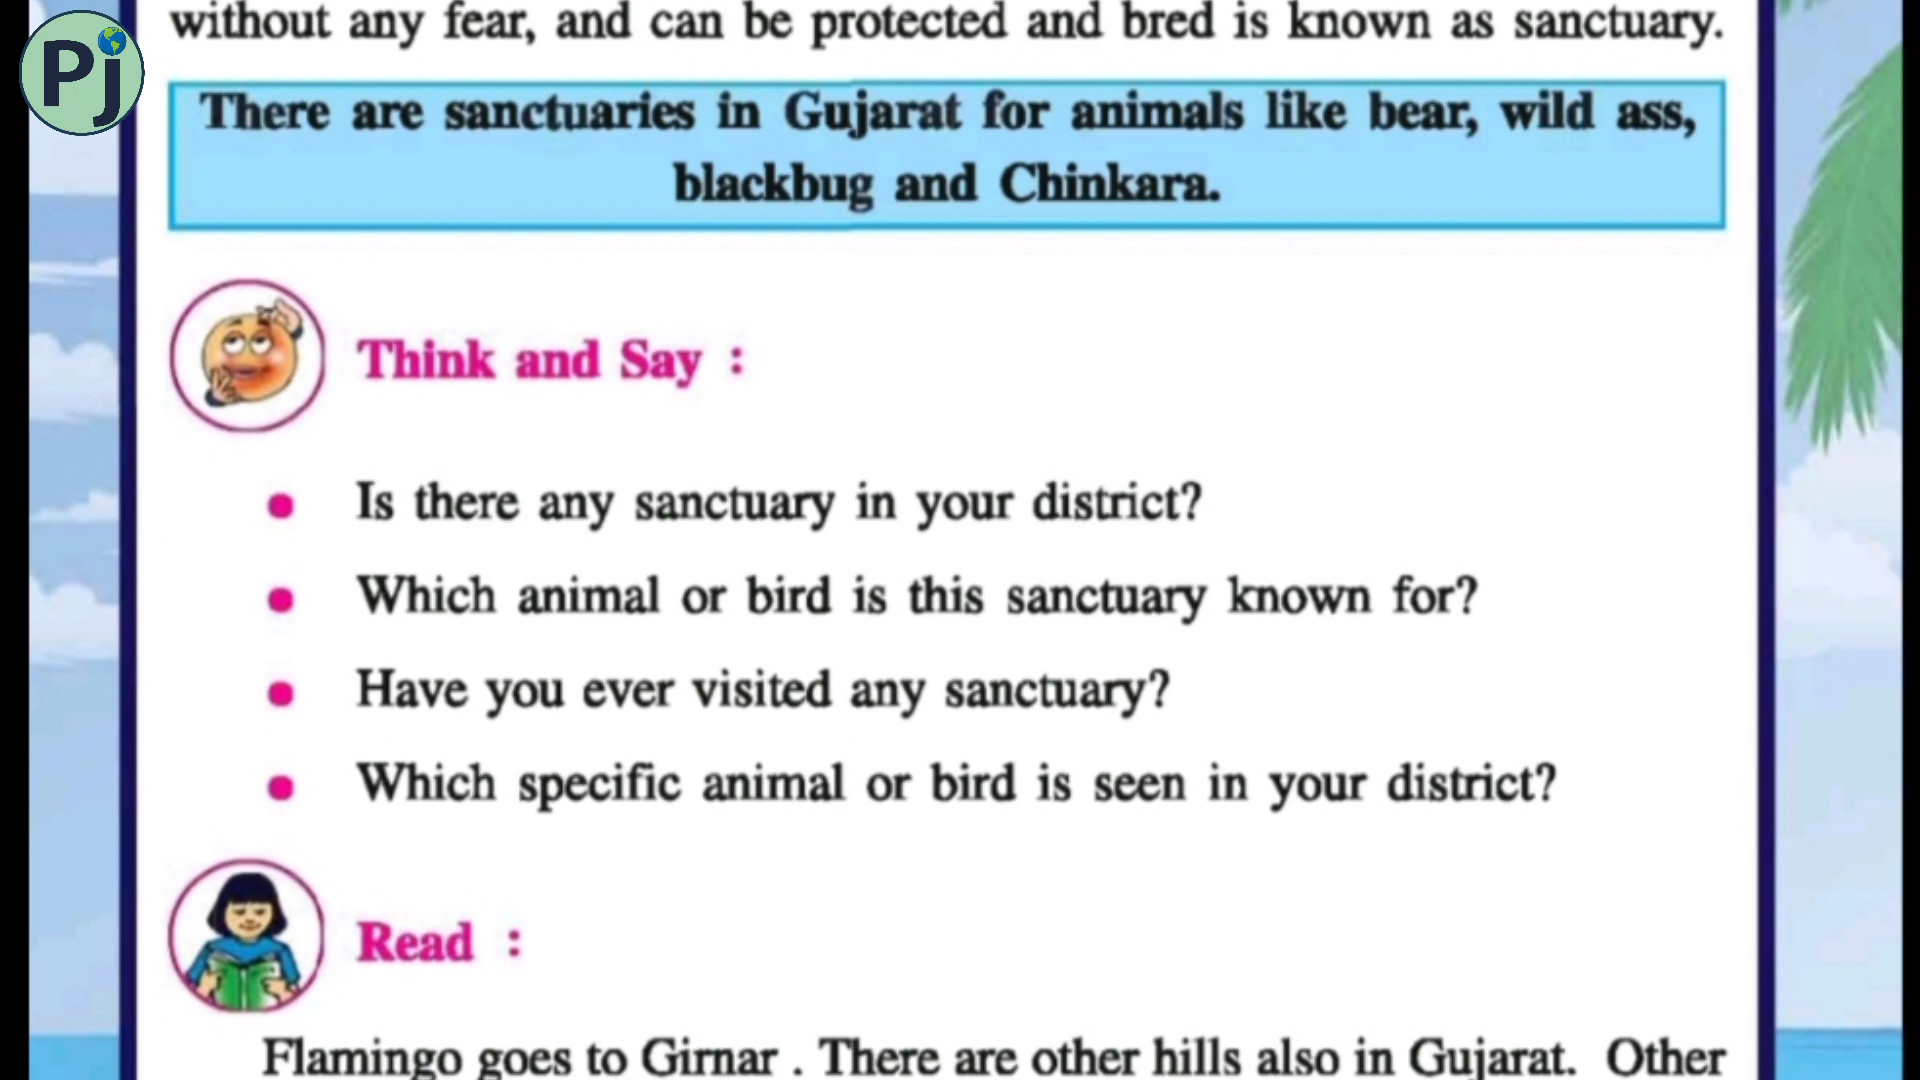 Pj
without any fear, and can be protected and bred is known as sanctuary.
There are sanctuaries in Gujarat for animals like bear, wild ass,
blackbug and Chinkara.
Think and Say :
Is there any sanctuary in your district?
Which animal or bird is this sanctuary known for?
Have you ever visited any sanctuary?
Which specific animal or bird is seen in your district?
Read :
Flamingo goes to Girnar . There are other hills also in Gujarat. Other